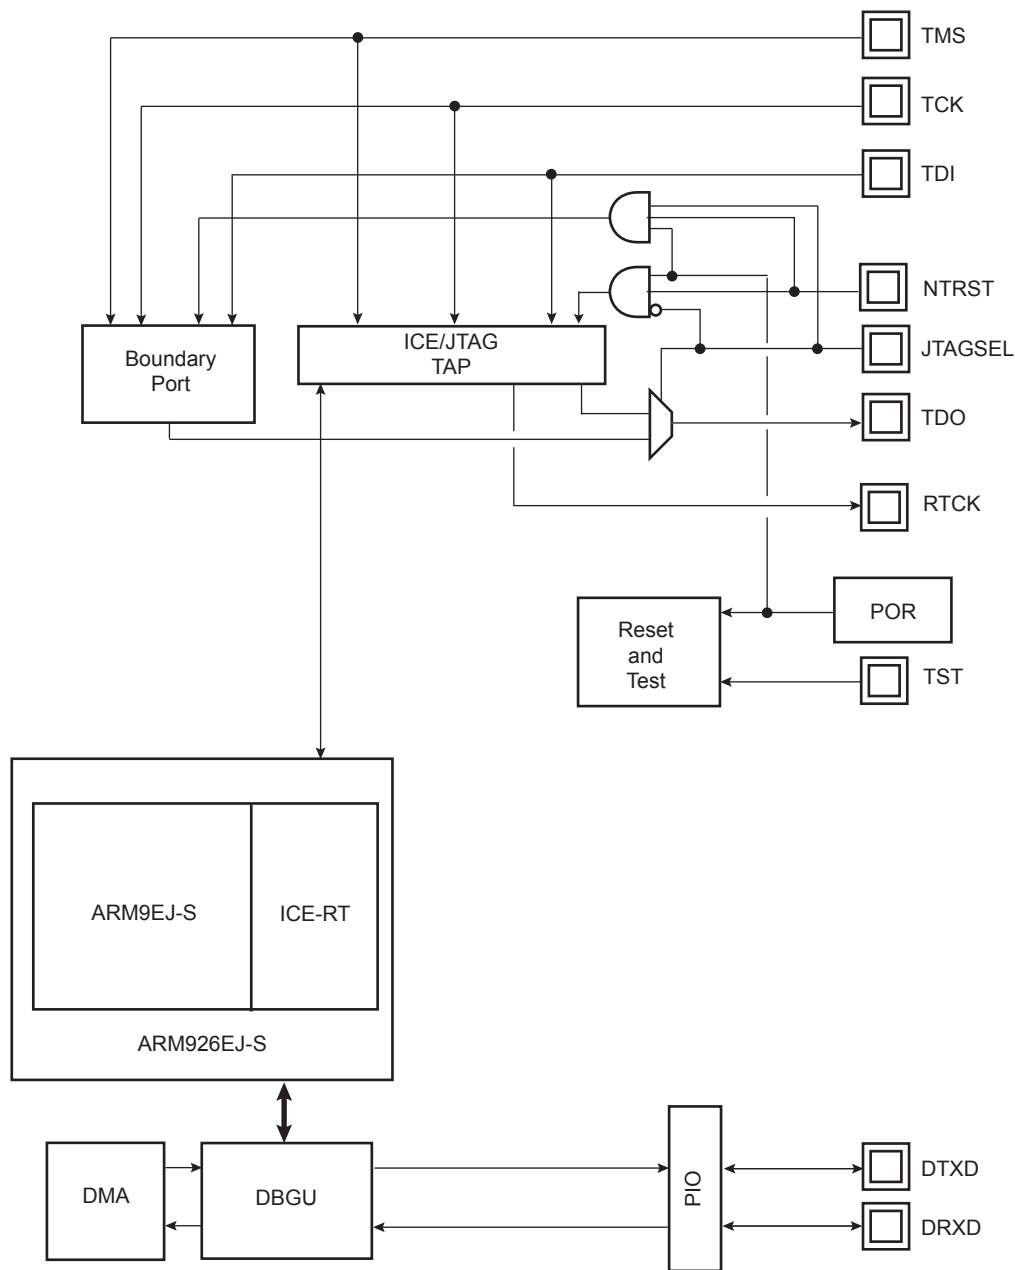 TMS
TCK
TDI
NTRST
JTAGSEL
TDO
RTCK
Boundary
Port
ICE/JTAG
TAP
POR
Reset
and
Test
TST
ARM9EJ-S
ICE-RT
ARM926EJ-S
DMA
DBGU
PIO
DTXD
DRXD